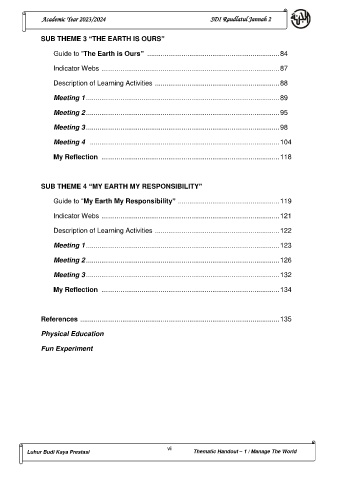 Academic Year 2023/2024 SDI Raudlatul Jannah 2
SUB THEME 3 “THE EARTH IS OURS”
Guide to "The Earth is Ours" ........ 84
Indicator Webs ........ 87
Description of Learning Activities ........ 88
Meeting 1 ........ 89
Meeting 2 ........ 95
Meeting 3 ........ 98
Meeting 4 ........ 104
My Reflection ........ 118
SUB THEME 4 “MY EARTH MY RESPONSIBILITY”
Guide to "My Earth My Responsibility" ........ 119
Indicator Webs ........ 121
Description of Learning Activities ........ 122
Meeting 1 ........ 123
Meeting 2 ........ 126
Meeting 3 ........ 132
My Reflection ........ 134
References ........ 135
Physical Education
Fun Experiment
Luhur Budi Kaya Prestasi vii Thematic Handout – 1 / Manage The World